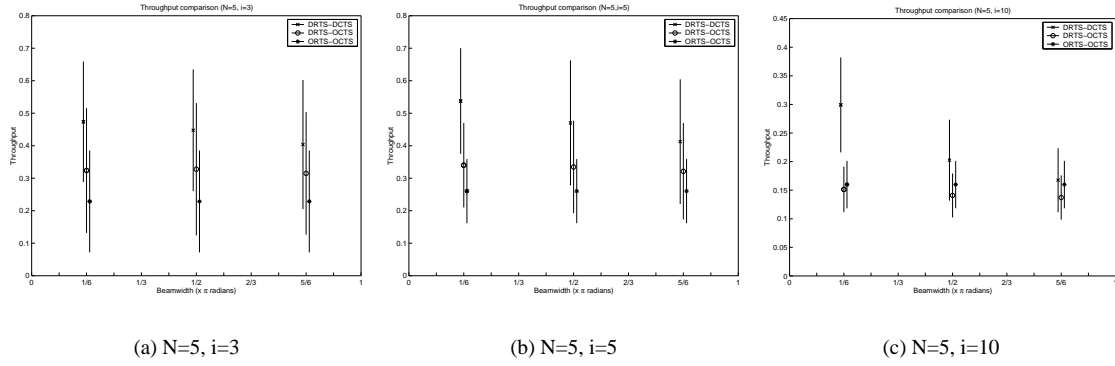 Throughput comparison (N=5, i=3)
0.8
0.7
0.6
0.5
0.4
0.3
0.2
0.1
0
Throughput
DRTS-DCTS
DRTS-OCTS
ORTS-OCTS
0 1/6 1/3 1/2 2/3 5/6 1
Beamwidth (x π radians)
(a) N=5, i=3
Throughput comparison (N=5,i=5)
0.8
0.7
0.6
0.5
0.4
0.3
0.2
0.1
0
Throughput
DRTS-DCTS
DRTS-OCTS
ORTS-OCTS
0 1/6 1/3 1/2 2/3 5/6 1
Beamwidth (x π radians)
(b) N=5, i=5
Throughput comparison (N=5, i=10)
0.45
0.4
0.35
0.3
0.25
0.2
0.15
0.1
0.05
0
Throughput
DRTS-DCTS
DRTS-OCTS
ORTS-OCTS
0 1/6 1/3 1/2 2/3 5/6 1
Beamwidth (x π radians)
(c) N=5, i=10